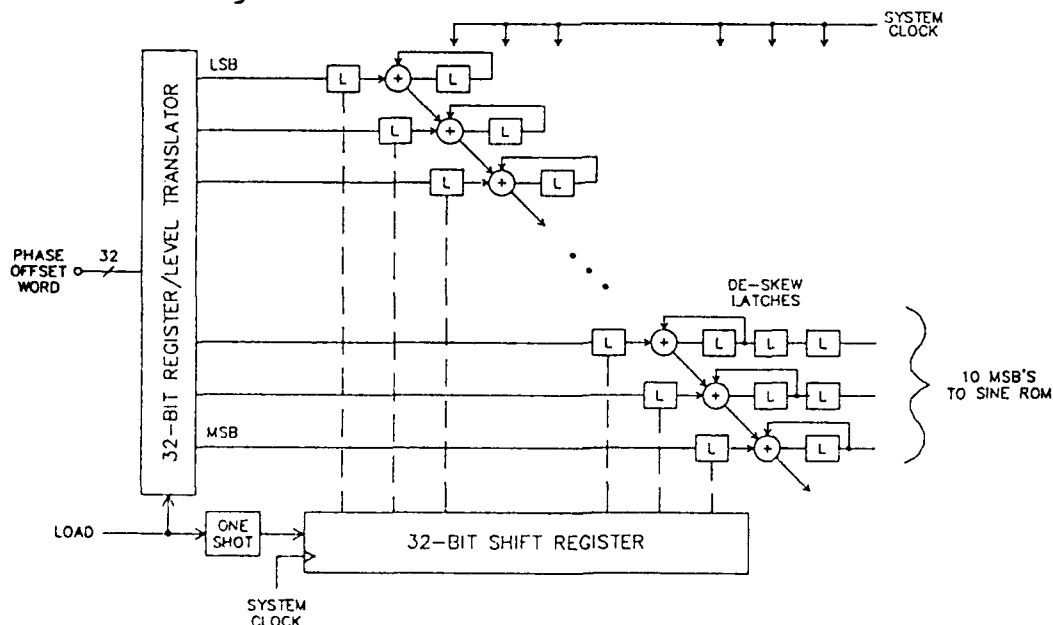 SYSTEM
CLOCK
LSB
L
+
L
L
+
L
L
+
L
32-BIT REGISTER/LEVEL TRANSLATOR
PHASE
OFFSET
WORD
32
DE-SKEW
LATCHES
L
+
L
L
L
L
+
L
L
10 MSB'S
TO SINE ROM
MSB
L
+
L
LOAD
ONE
SHOT
32-BIT SHIFT REGISTER
SYSTEM
CLOCK